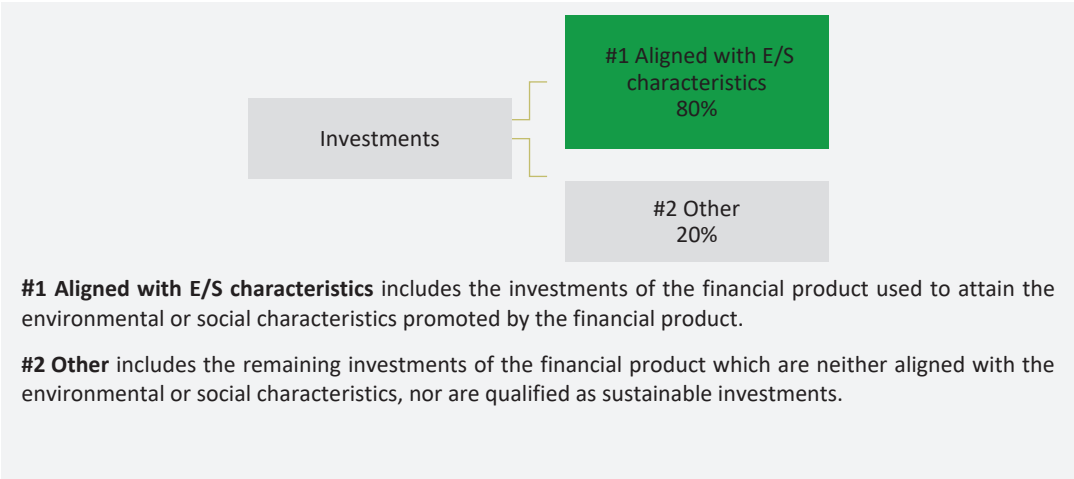 #1 Aligned with E/S
characteristics
80%
Investments
#2 Other
20%
#1 Aligned with E/S characteristics includes the investments of the financial product used to attain the
environmental or social characteristics promoted by the financial product.
#2 Other includes the remaining investments of the financial product which are neither aligned with the
environmental or social characteristics, nor are qualified as sustainable investments.